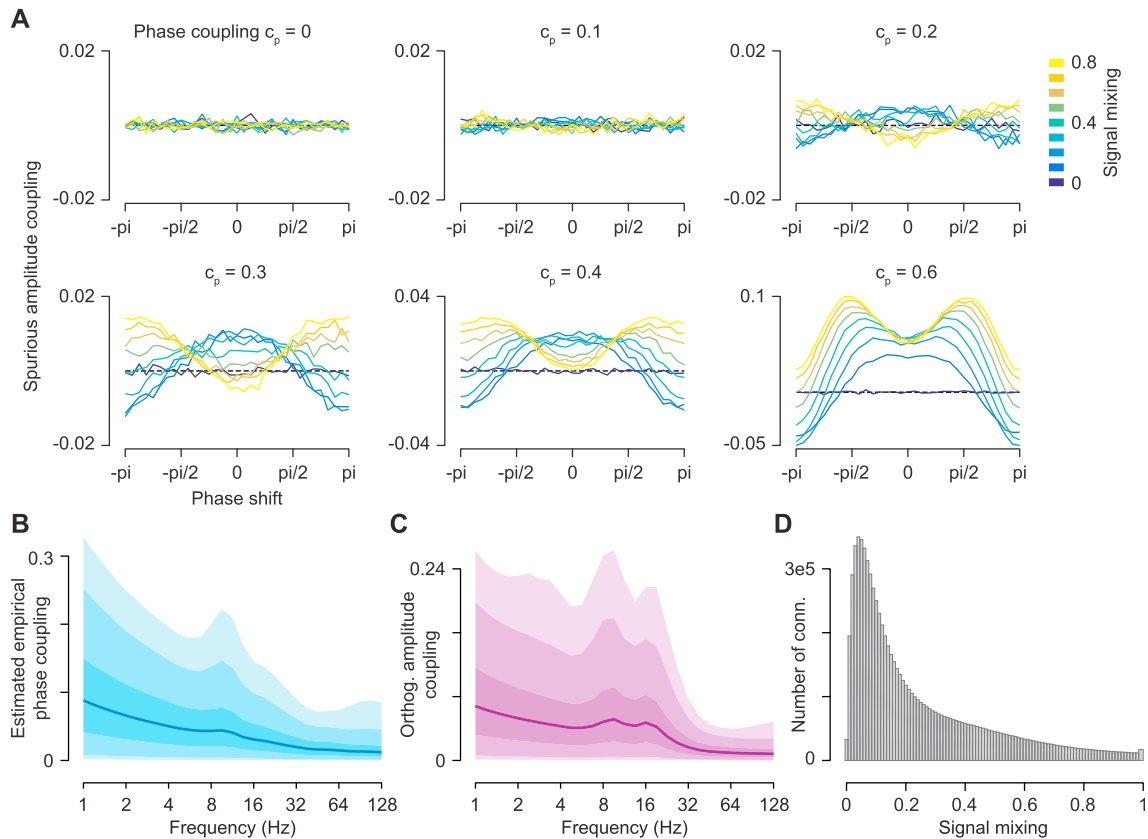 A
Phase coupling c_p = 0
c_p = 0.1
c_p = 0.2
0.02
-0.02
-pi -pi/2 0 pi/2 pi
0.02
-0.02
-pi -pi/2 0 pi/2 pi
0.02
-0.02
-pi -pi/2 0 pi/2 pi
0.8
0.4
0
Signal mixing
Spurious amplitude coupling
c_p = 0.3
c_p = 0.4
c_p = 0.6
0.02
-0.02
-pi -pi/2 0 pi/2 pi
0.04
-0.04
-pi -pi/2 0 pi/2 pi
0.1
-0.05
-pi -pi/2 0 pi/2 pi
Phase shift
B
Estimated empirical
phase coupling
0.3
0
1 2 4 8 16 32 64 128
Frequency (Hz)
C
Orthog. amplitude
coupling
0.24
0
1 2 4 8 16 32 64 128
Frequency (Hz)
D
Number of conn.
3e5
0
0 0.2 0.4 0.6 0.8 1
Signal mixing